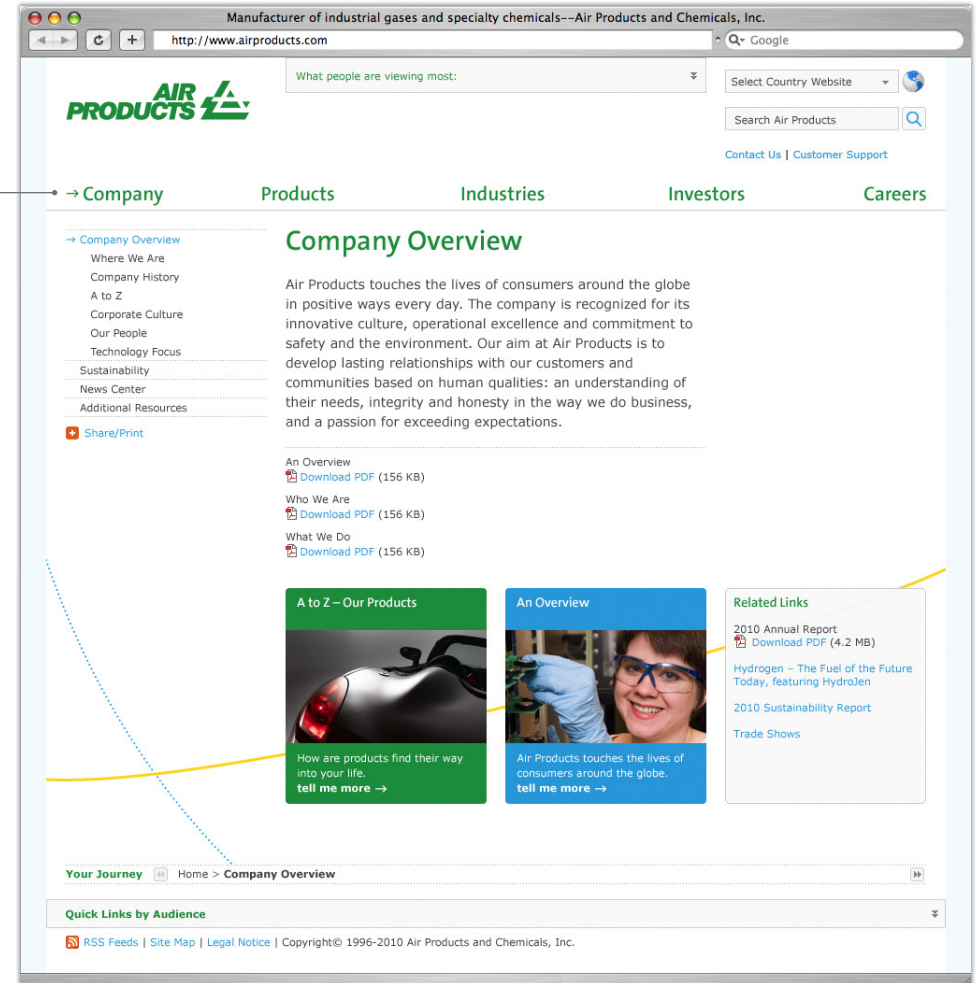 Manufacturer of industrial gases and specialty chemicals--Air Products and Chemicals, Inc.
http://www.airproducts.com
Google
AIR
PRODUCTS
What people are viewing most:
Select Country Website
Search Air Products
Contact Us | Customer Support
→ Company
Products
Industries
Investors
Careers
→ Company Overview
Where We Are
Company History
A to Z
Corporate Culture
Our People
Technology Focus
Sustainability
News Center
Additional Resources
Share/Print
Company Overview
Air Products touches the lives of consumers around the globe
in positive ways every day. The company is recognized for its
innovative culture, operational excellence and commitment to
safety and the environment. Our aim at Air Products is to
develop lasting relationships with our customers and
communities based on human qualities: an understanding of
their needs, integrity and honesty in the way we do business,
and a passion for exceeding expectations.
An Overview
Download PDF (156 KB)
Who We Are
Download PDF (156 KB)
What We Do
Download PDF (156 KB)
A to Z – Our Products
How are products find their way
into your life.
tell me more →
An Overview
Air Products touches the lives of
consumers around the globe.
tell me more →
Related Links
2010 Annual Report
Download PDF (4.2 MB)
Hydrogen – The Fuel of the Future
Today, featuring HydroJen
2010 Sustainability Report
Trade Shows
Your Journey
Home > Company Overview
Quick Links by Audience
RSS Feeds | Site Map | Legal Notice | Copyright© 1996-2010 Air Products and Chemicals, Inc.